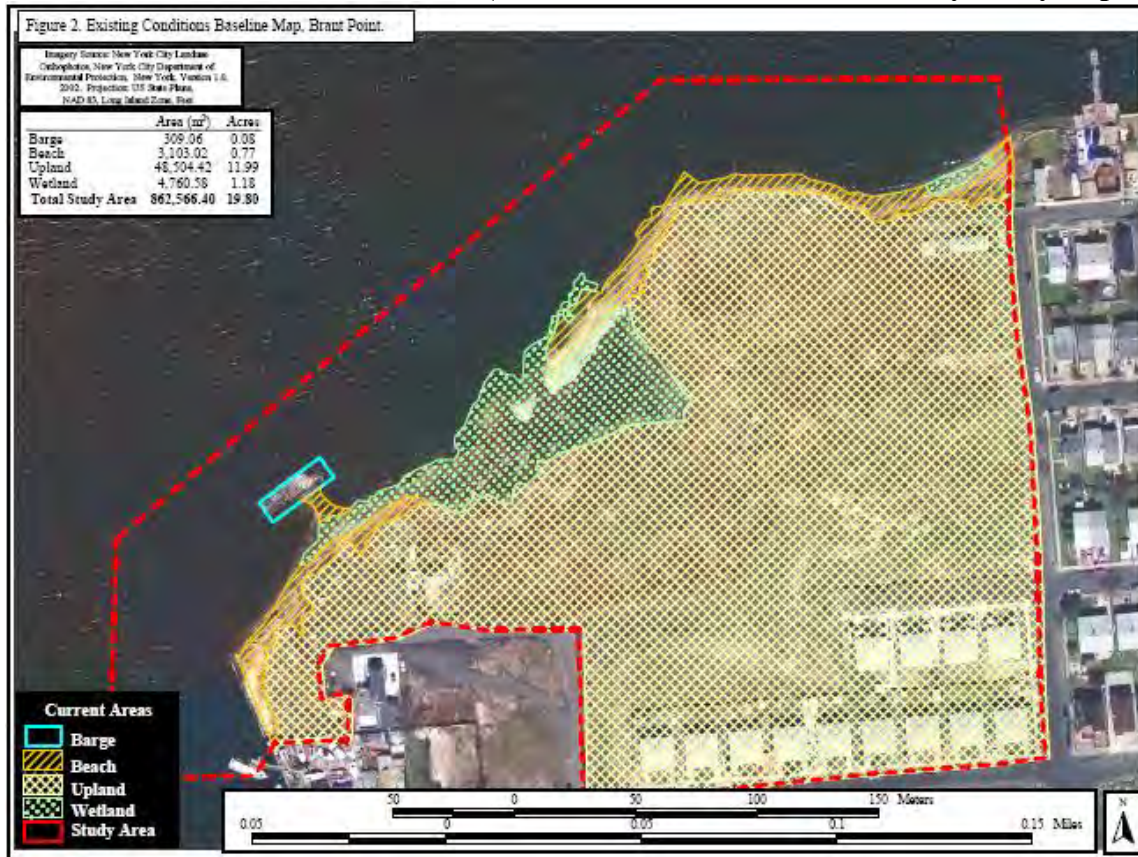 Figure 2. Existing Conditions Baseline Map, Brant Point.
Imagery Source: New York City Landuse
Orthophotos, New York City Department of
Environmental Protection, New York, Version 1.0,
2002. Projection: US State Plane,
NAD 83, Long Island Zone, Feet
Area (m²) Acres
Barge 309.06 0.08
Beach 3,103.02 0.77
Upland 48,504.42 11.99
Wetland 4,760.58 1.18
Total Study Area 862,566.40 19.80
Current Areas
Barge
Beach
Upland
Wetland
Study Area
50 0 50 100 150 Meters
0.05 0 0.05 0.1 0.15 Miles
N